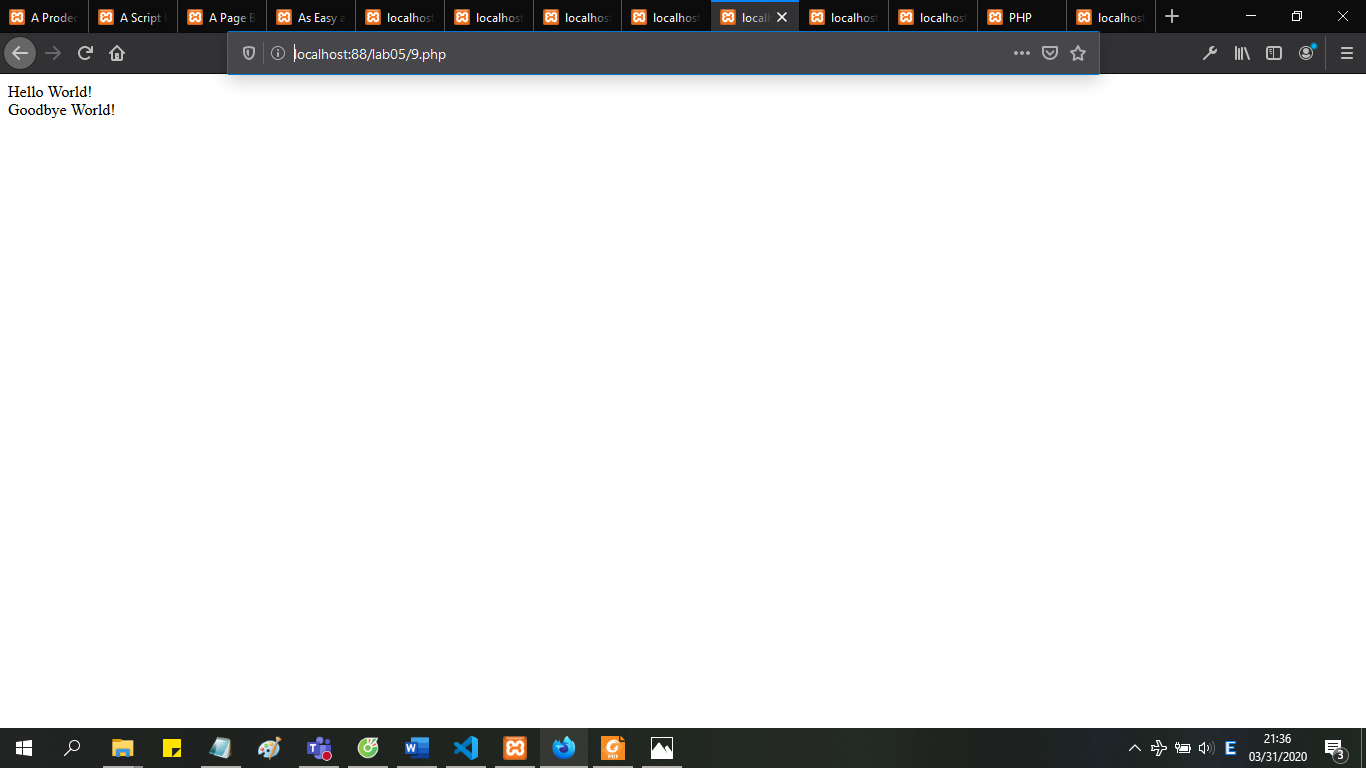 A Prodec
A Script
A Page B
As Easy a
localhost
localhost
localhost
localhost
locall
localhost
localhost
PHP
localhost
localhost:88/lab05/9.php
Hello World!
Goodbye World!
E
21:36
03/31/2020
3